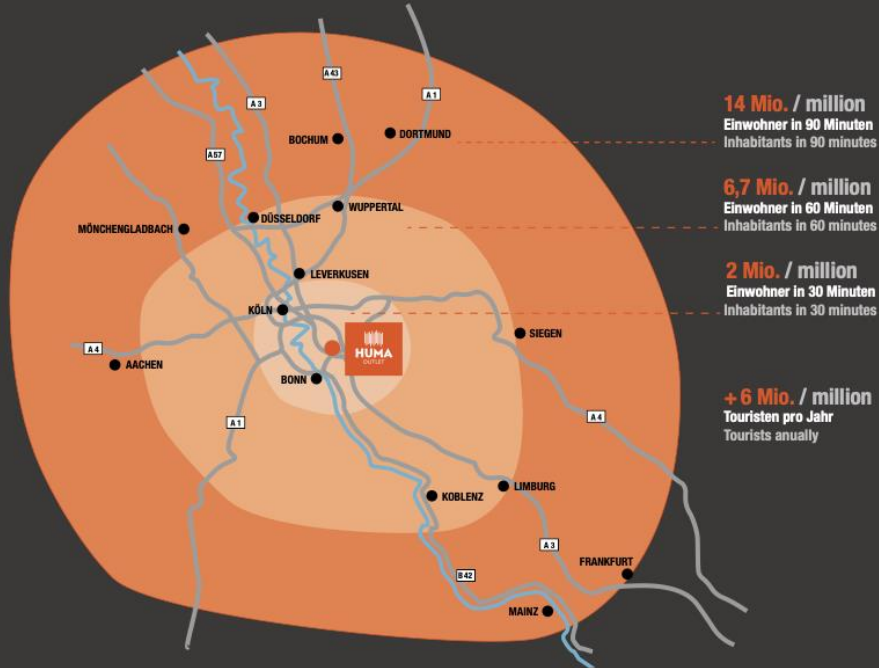 A 43
A 1
A 3
BOCHUM
DORTMUND
A57
WUPPERTAL
DÜSSELDORF
MÖNCHENGLADBACH
LEVERKUSEN
KÖLN
A 4
AACHEN
SIEGEN
HUMA
OUTLET
BONN
A 1
A 4
KOBLENZ
LIMBURG
A 3
FRANKFURT
B 42
MAINZ
14 Mio. / million
Einwohner in 90 Minuten
Inhabitants in 90 minutes
6,7 Mio. / million
Einwohner in 60 Minuten
Inhabitants in 60 minutes
2 Mio. / million
Einwohner in 30 Minuten
Inhabitants in 30 minutes
+ 6 Mio. / million
Touristen pro Jahr
Tourists anually